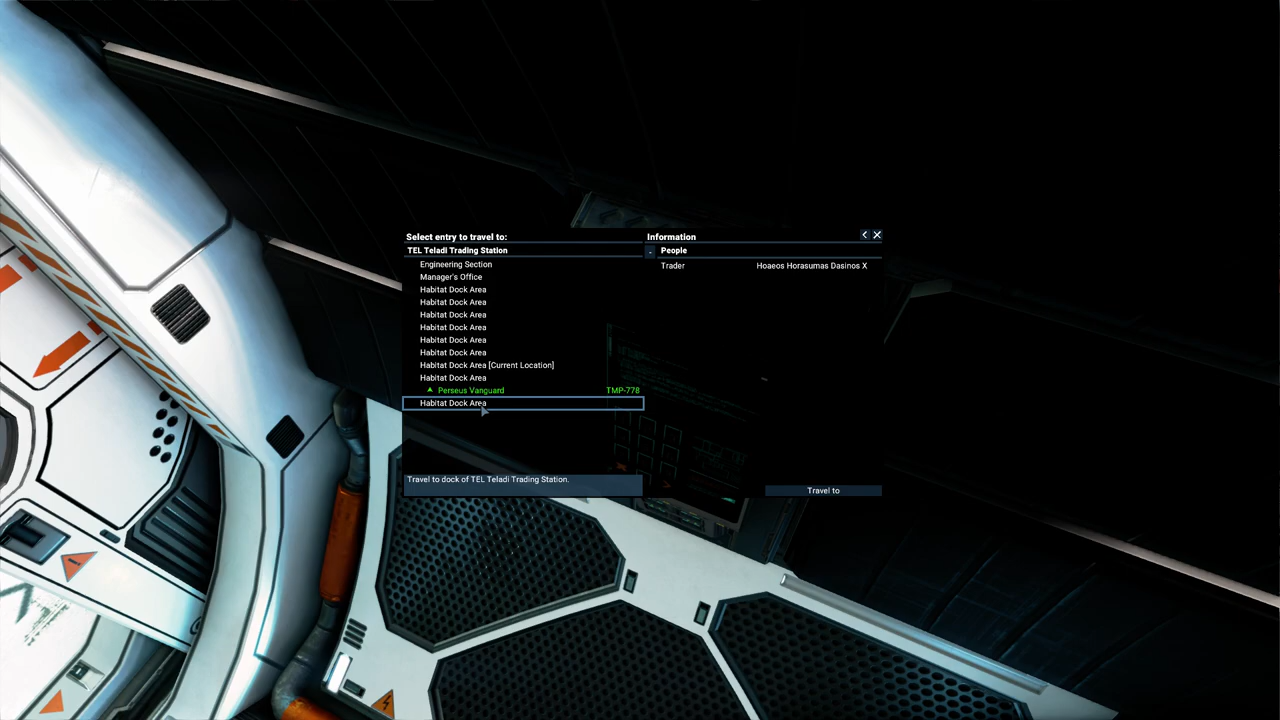 Select entry to travel to:
Information
TEL Teladi Trading Station
People
Engineering Section
Trader Hoaeos Horasumas Dasinos X
Manager's Office
Habitat Dock Area
Habitat Dock Area
Habitat Dock Area
Habitat Dock Area
Habitat Dock Area
Habitat Dock Area
Habitat Dock Area [Current Location]
Habitat Dock Area
Perseus Vanguard TMP-778
Habitat Dock Area
Travel to dock of TEL Teladi Trading Station.
Travel to